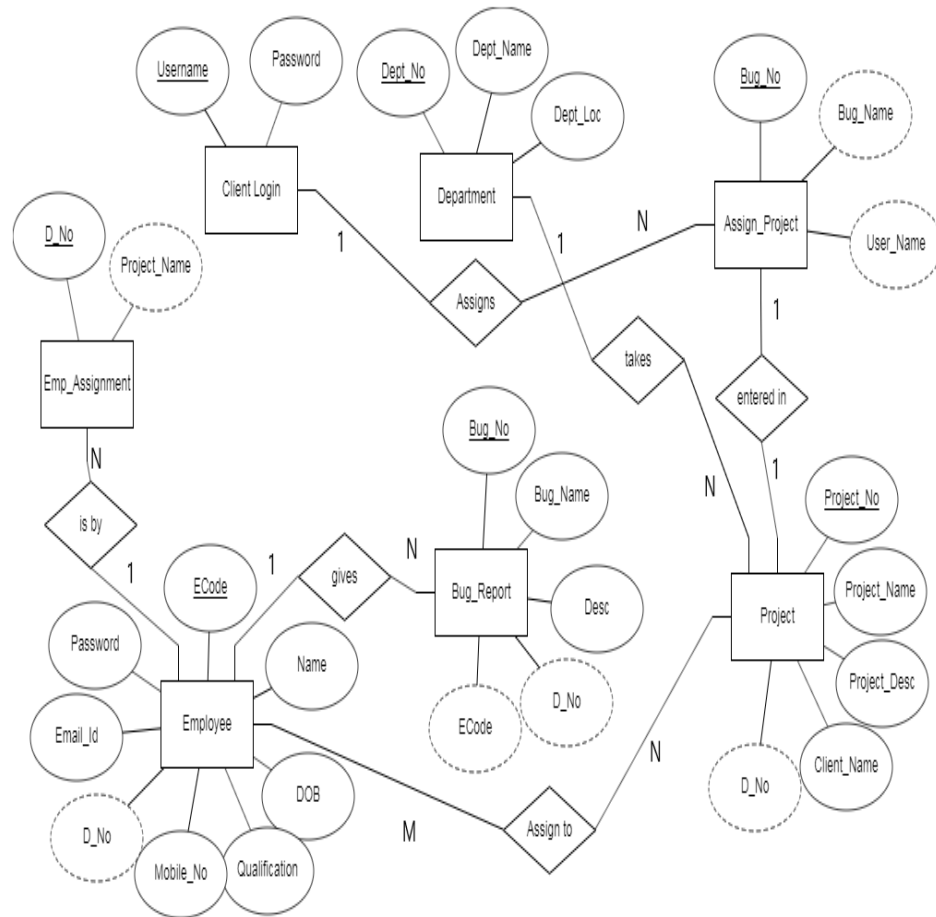 Username
Password
Dept_No
Dept_Name
Dept_Loc
Bug_No
Bug_Name
User_Name
Client Login
Department
Assign_Project
D_No
Project_Name
Emp_Assignment
1
1
N
Assigns
takes
1
entered in
N
is by
1
Bug_No
Bug_Name
N
1
Project_No
ECode
1
gives
N
Bug_Report
Desc
Project
Project_Name
Project_Desc
Password
Name
Email_Id
Employee
ECode
D_No
Client_Name
D_No
D_No
DOB
Mobile_No
Qualification
M
Assign to
N